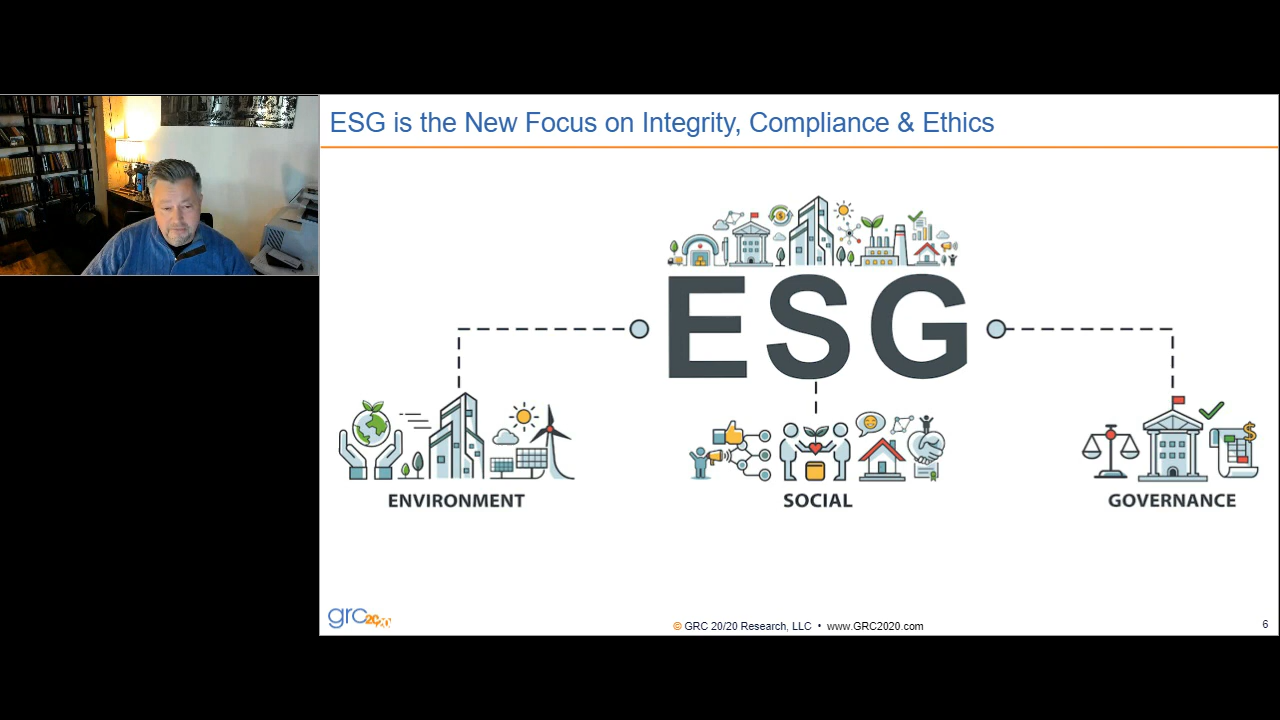 ESG is the New Focus on Integrity, Compliance & Ethics
ESG
ENVIRONMENT
SOCIAL
GOVERNANCE
grc2020
© GRC 20/20 Research, LLC • www.GRC2020.com
6